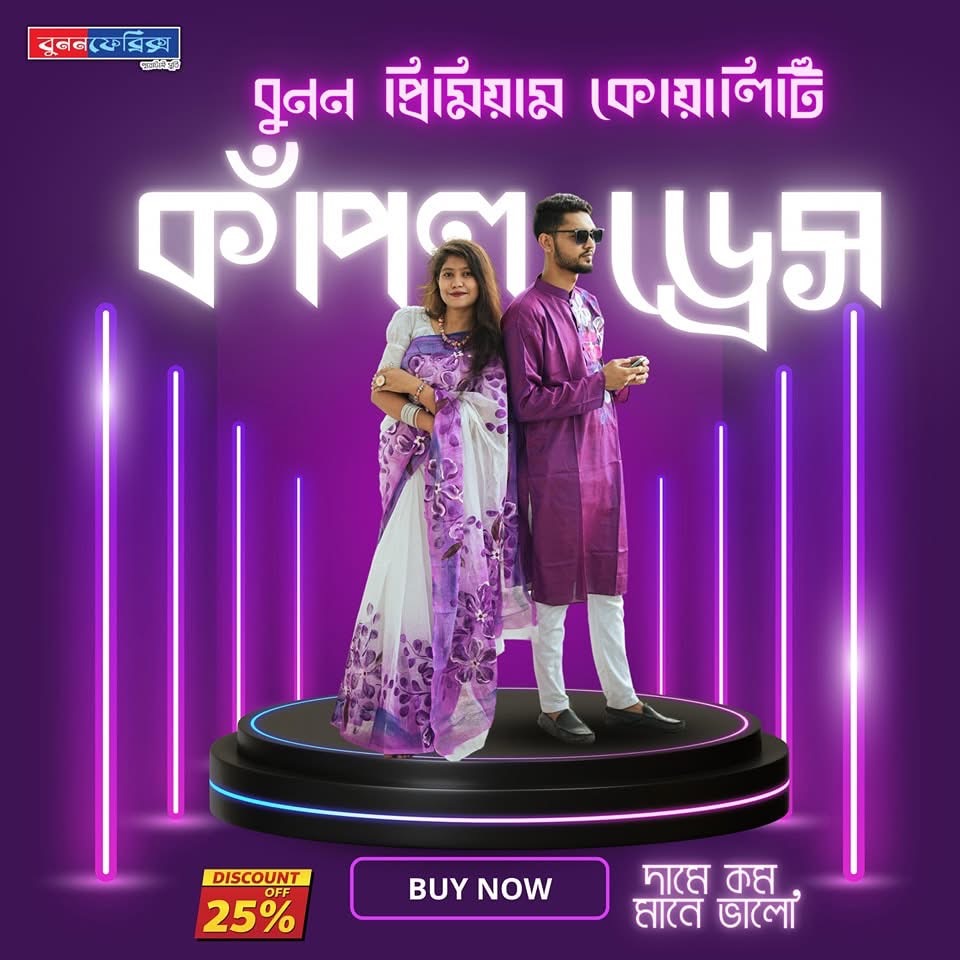 বুননফেব্রিক্স
বুনন প্রিমিয়াম কোয়ালিটি
কাঁপল ড্রেস
DISCOUNT
OFF
25%
BUY NOW
দামে কম
মানে ভালো